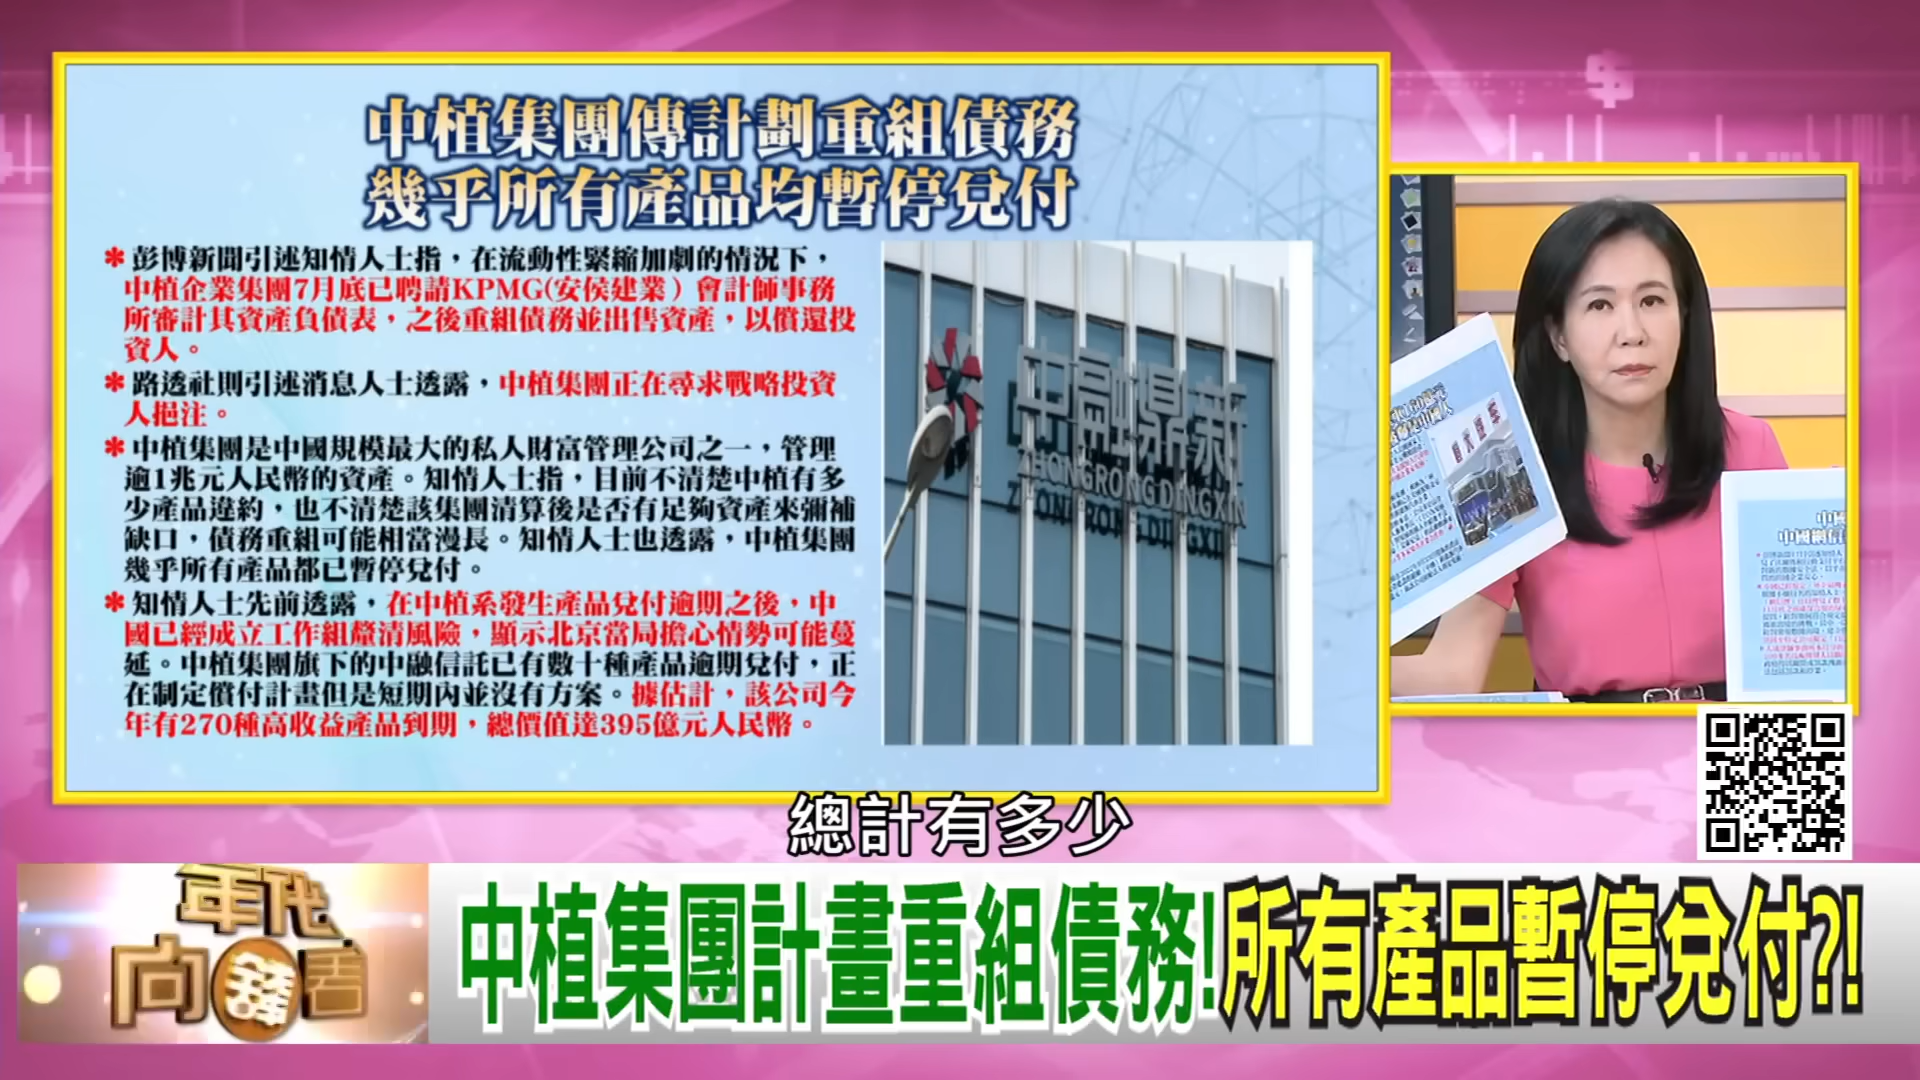 中植集團傳計劃重組債務
幾乎所有產品均暫停兌付
＊彭博新聞引述知情人士指，在流動性緊縮加劇的情況下，
中植企業集團7月底已聘請KPMG(安侯建業）會計師事務
所審計其資產負債表，之後重組債務並出售資產，以償還投
資人。
＊路透社則引述消息人士透露，中植集團正在尋求戰略投資
人挹注。
＊中植集團是中國規模最大的私人財富管理公司之一，管理
逾1兆元人民幣的資產。知情人士指，目前不清楚中植有多
少產品違約，也不清楚該集團清算後是否有足夠資產來彌補
缺口，債務重組可能相當漫長。知情人士也透露，中植集團
幾乎所有產品都已暫停兌付。
＊知情人士先前透露，在中植系發生產品兌付逾期之後，中
國已經成立工作組釐清風險，顯示北京當局擔心情勢可能蔓
延。中植集團旗下的中融信託已有數十種產品逾期兌付，正
在制定償付計畫但是短期內並沒有方案。據估計，該公司今
年有270種高收益產品到期，總價值達395億元人民幣。
中融鼎新
ZHONGRONG DINGXIN
總計有多少
年代
向錢看
中植集團計畫重組債務!所有產品暫停兌付?!